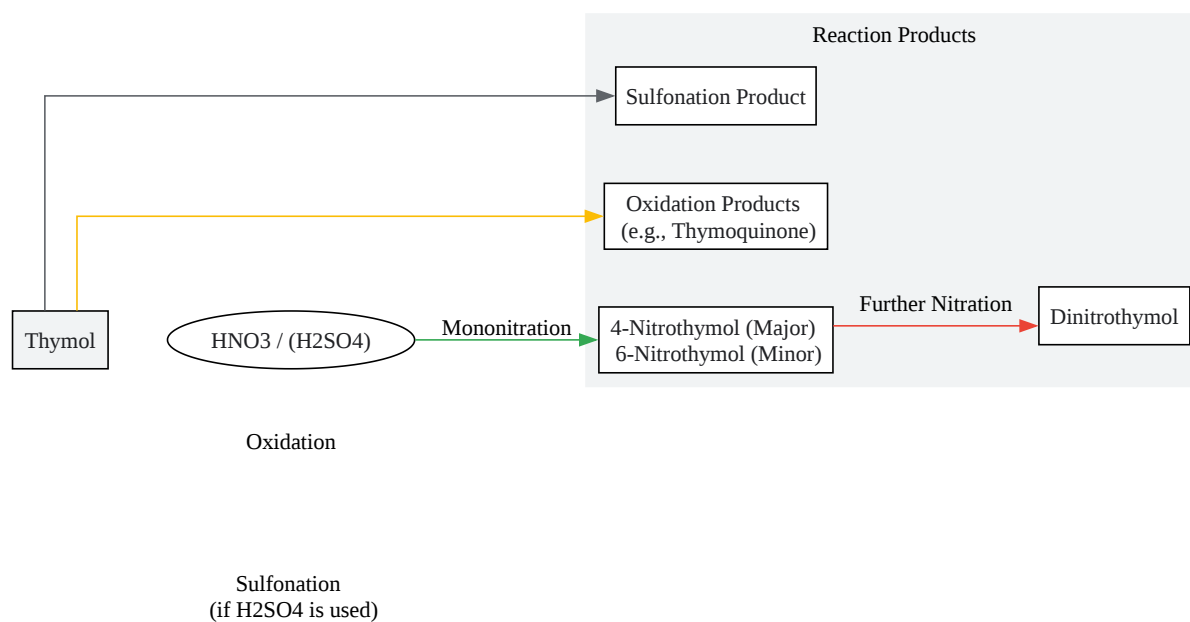 Reaction Products
Sulfonation Product
Oxidation Products
(e.g., Thymoquinone)
Thymol
HNO3 / (H2SO4)
Mononitration
4-Nitrothymol (Major)
6-Nitrothymol (Minor)
Further Nitration
Dinitrothymol
Oxidation
Sulfonation
(if H2SO4 is used)